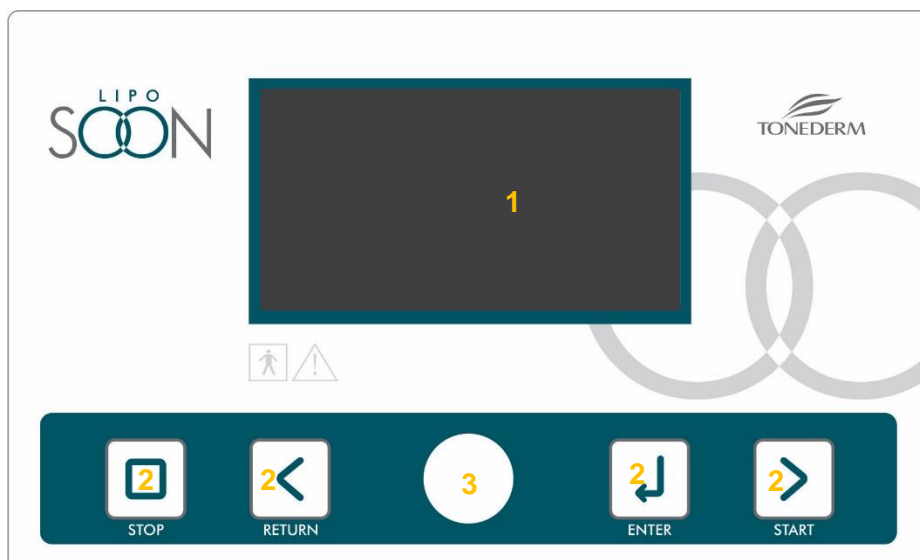 LIPO
SOON
TONEDERM
1
2
2
3
2
2
STOP
RETURN
ENTER
START